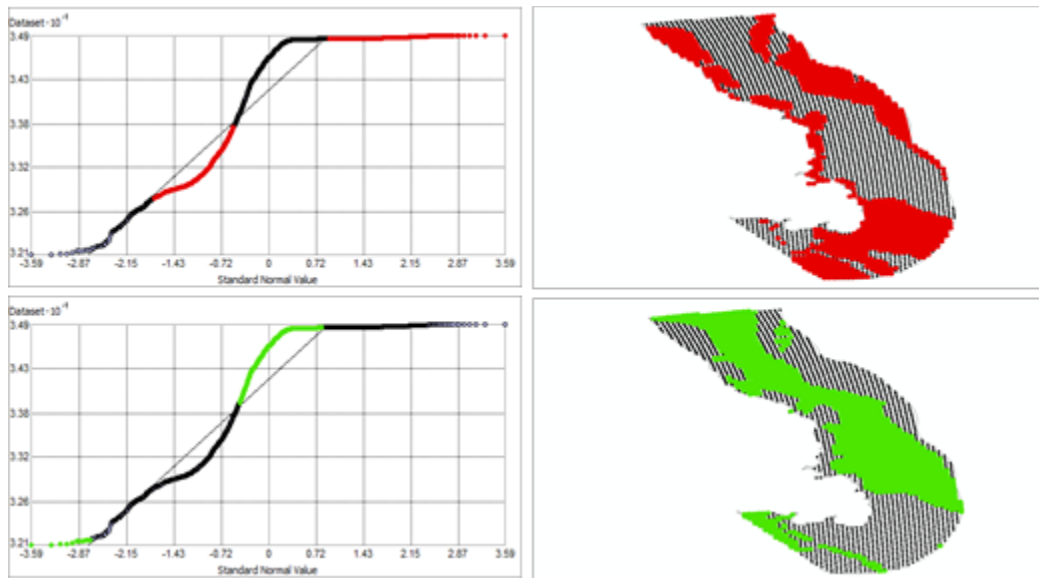 Dataset · 10⁻¹
3.49
3.43
3.38
3.32
3.26
3.21
-3.59 -2.87 -2.15 -1.43 -0.72 0 0.72 1.43 2.15 2.87 3.59
Standard Normal Value
Dataset · 10⁻¹
3.49
3.43
3.38
3.32
3.26
3.21
-3.59 -2.87 -2.15 -1.43 -0.72 0 0.72 1.43 2.15 2.87 3.59
Standard Normal Value